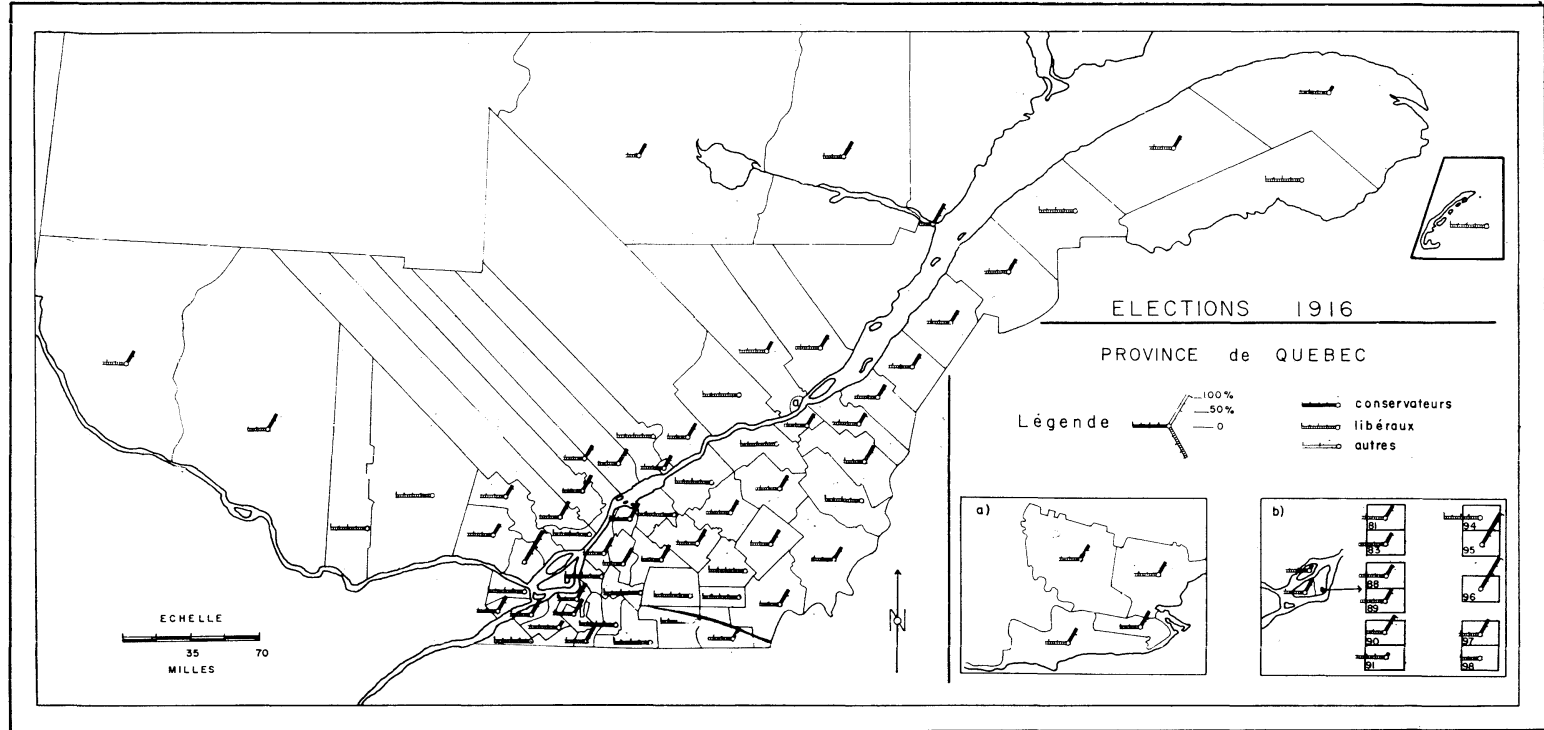 ELECTIONS 1916
PROVINCE de QUEBEC
Légende
100%
50%
0
conservateurs
libéraux
autres
a
ECHELLE
35 70
MILLES
N
a)
b)
81
83
88
89
90
91
94
95
96
97
98